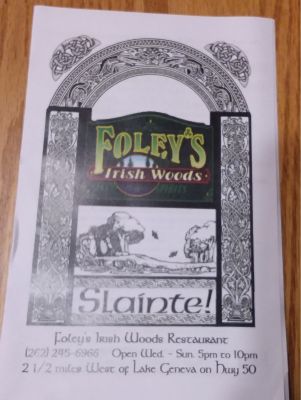 FOLEY'S
Irish Woods
SPIRITS
Slainte!
Foley's Irish Woods Restaurant
(262) 245-6966 Open Wed. - Sun. 5pm to 10pm
2 1/2 miles West of Lake Geneva on Hwy 50